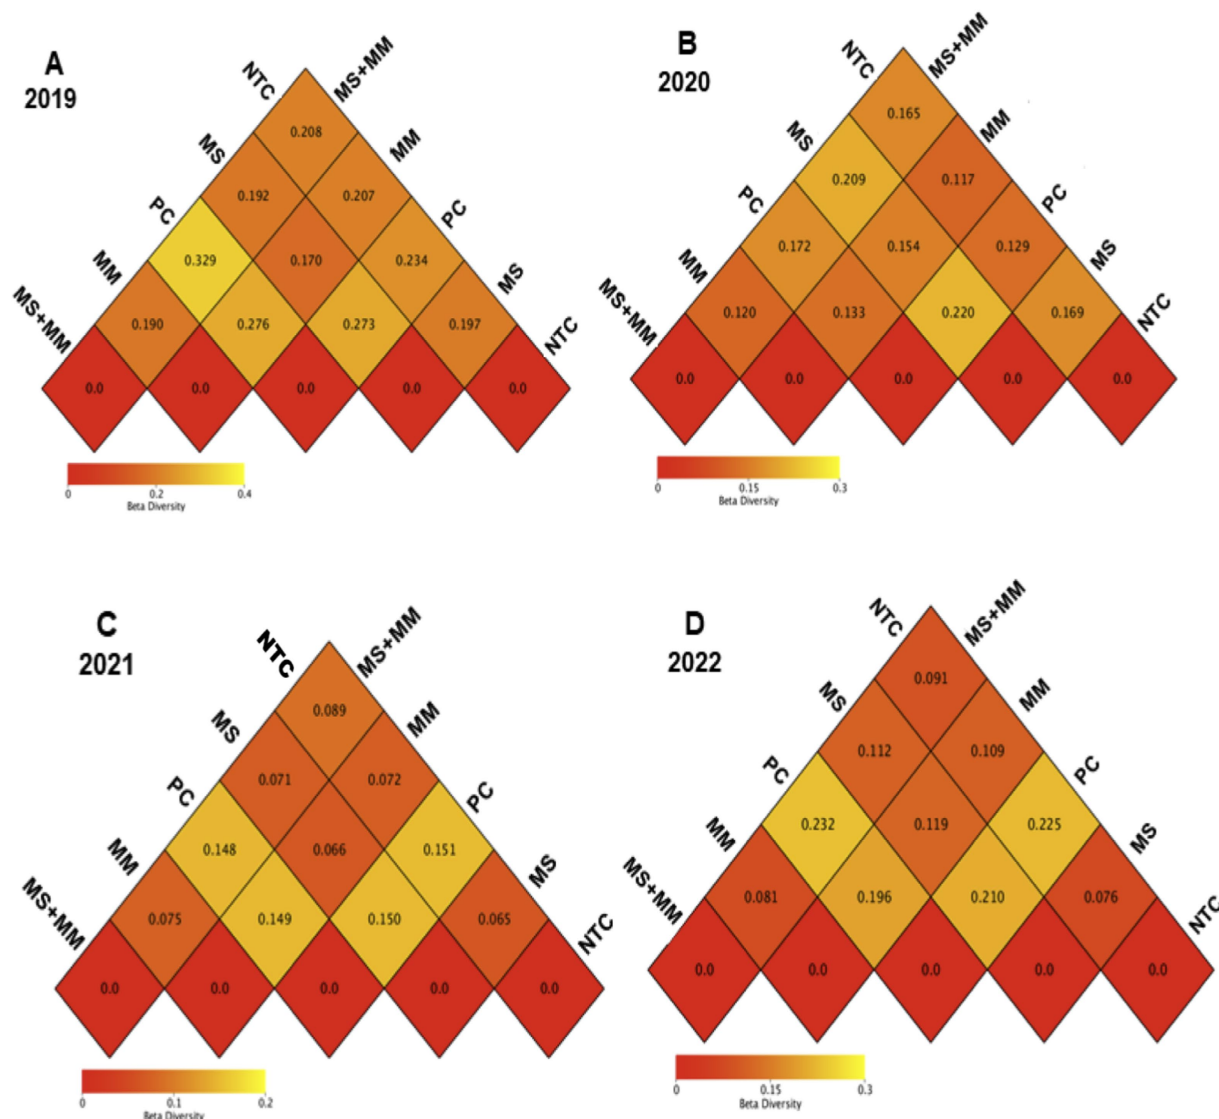 A
2019
NTC
MS+MM
0.208
MS
MM
0.192
0.207
PC
PC
0.329
0.170
0.234
MM
MS
0.190
0.276
0.273
0.197
MS+MM
NTC
0.0
0.0
0.0
0.0
0.0
0
0.2
0.4
Beta Diversity
B
2020
NTC
MS+MM
0.165
MS
MM
0.209
0.117
PC
PC
0.172
0.154
0.129
MM
MS
0.120
0.133
0.220
0.169
MS+MM
NTC
0.0
0.0
0.0
0.0
0.0
0
0.15
0.3
Beta Diversity
C
2021
NTC
MS+MM
0.089
MS
MM
0.071
0.072
PC
PC
0.148
0.066
0.151
MM
MS
0.075
0.149
0.150
0.065
MS+MM
NTC
0.0
0.0
0.0
0.0
0.0
0
0.1
0.2
Beta Diversity
D
2022
NTC
MS+MM
0.091
MS
MM
0.112
0.109
PC
PC
0.232
0.119
0.225
MM
MS
0.081
0.196
0.210
0.076
MS+MM
NTC
0.0
0.0
0.0
0.0
0.0
0
0.15
0.3
Beta Diversity